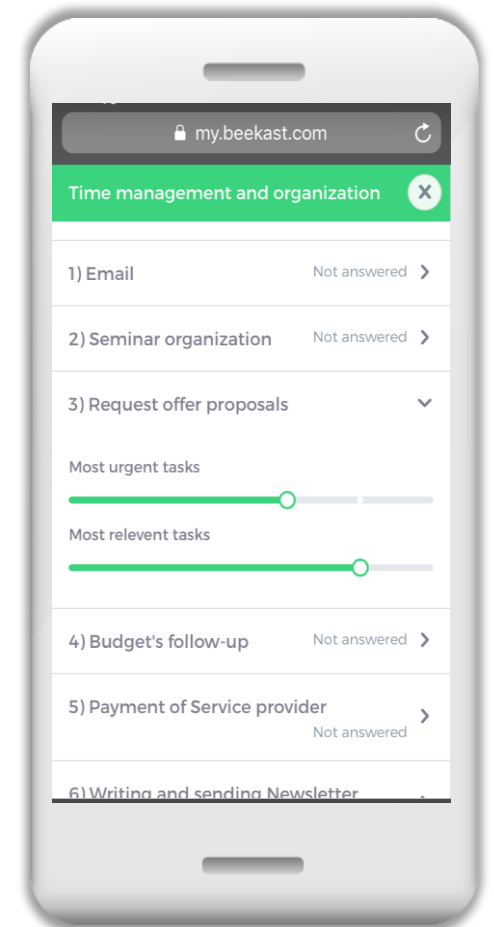 my.beekast.com
Time management and organization X
1) Email Not answered
2) Seminar organization Not answered
3) Request offer proposals
Most urgent tasks
Most relevent tasks
4) Budget's follow-up Not answered
5) Payment of Service provider
Not answered
6) Writing and sending Newsletter